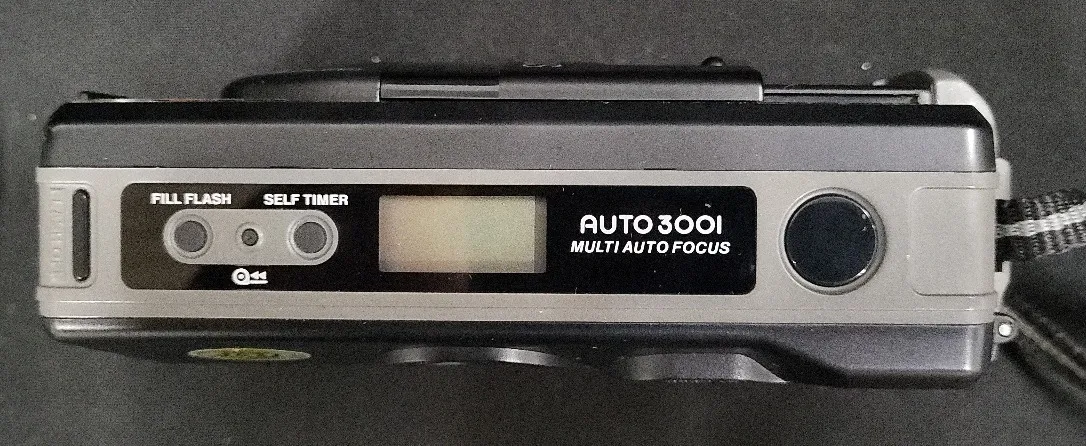 FILL FLASH
SELF TIMER
AUTO 3001
MULTI AUTO FOCUS